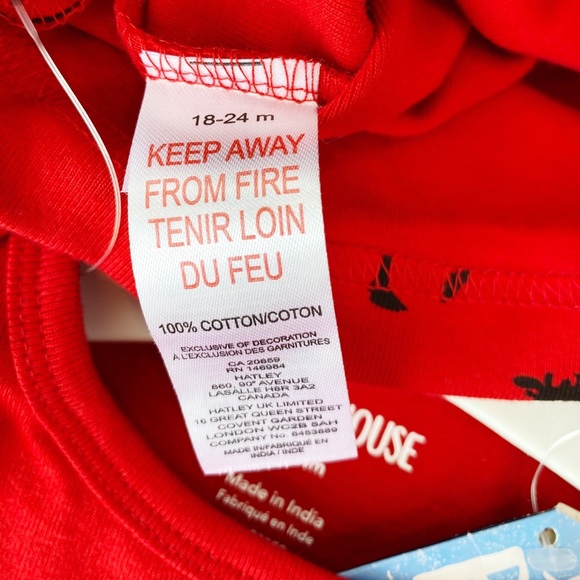 18-24 m
KEEP AWAY
FROM FIRE
TENIR LOIN
DU FEU
100% COTTON/COTON
EXCLUSIVE OF DECORATION
À L'EXCLUSION DES GARNITURES
CA 20659
RN 146984
HATLEY
660, 90e AVENUE
LASALLE H8R 3A2
CANADA
HATLEY UK LIMITED
16 GREAT QUEEN STREET
COVENT GARDEN
LONDON WC2B 5AH
COMPANY No. 6453689
MADE IN/FABRIQUÉ EN
INDIA / INDE
OUSE
m
Made in India
Fabriqué en Inde